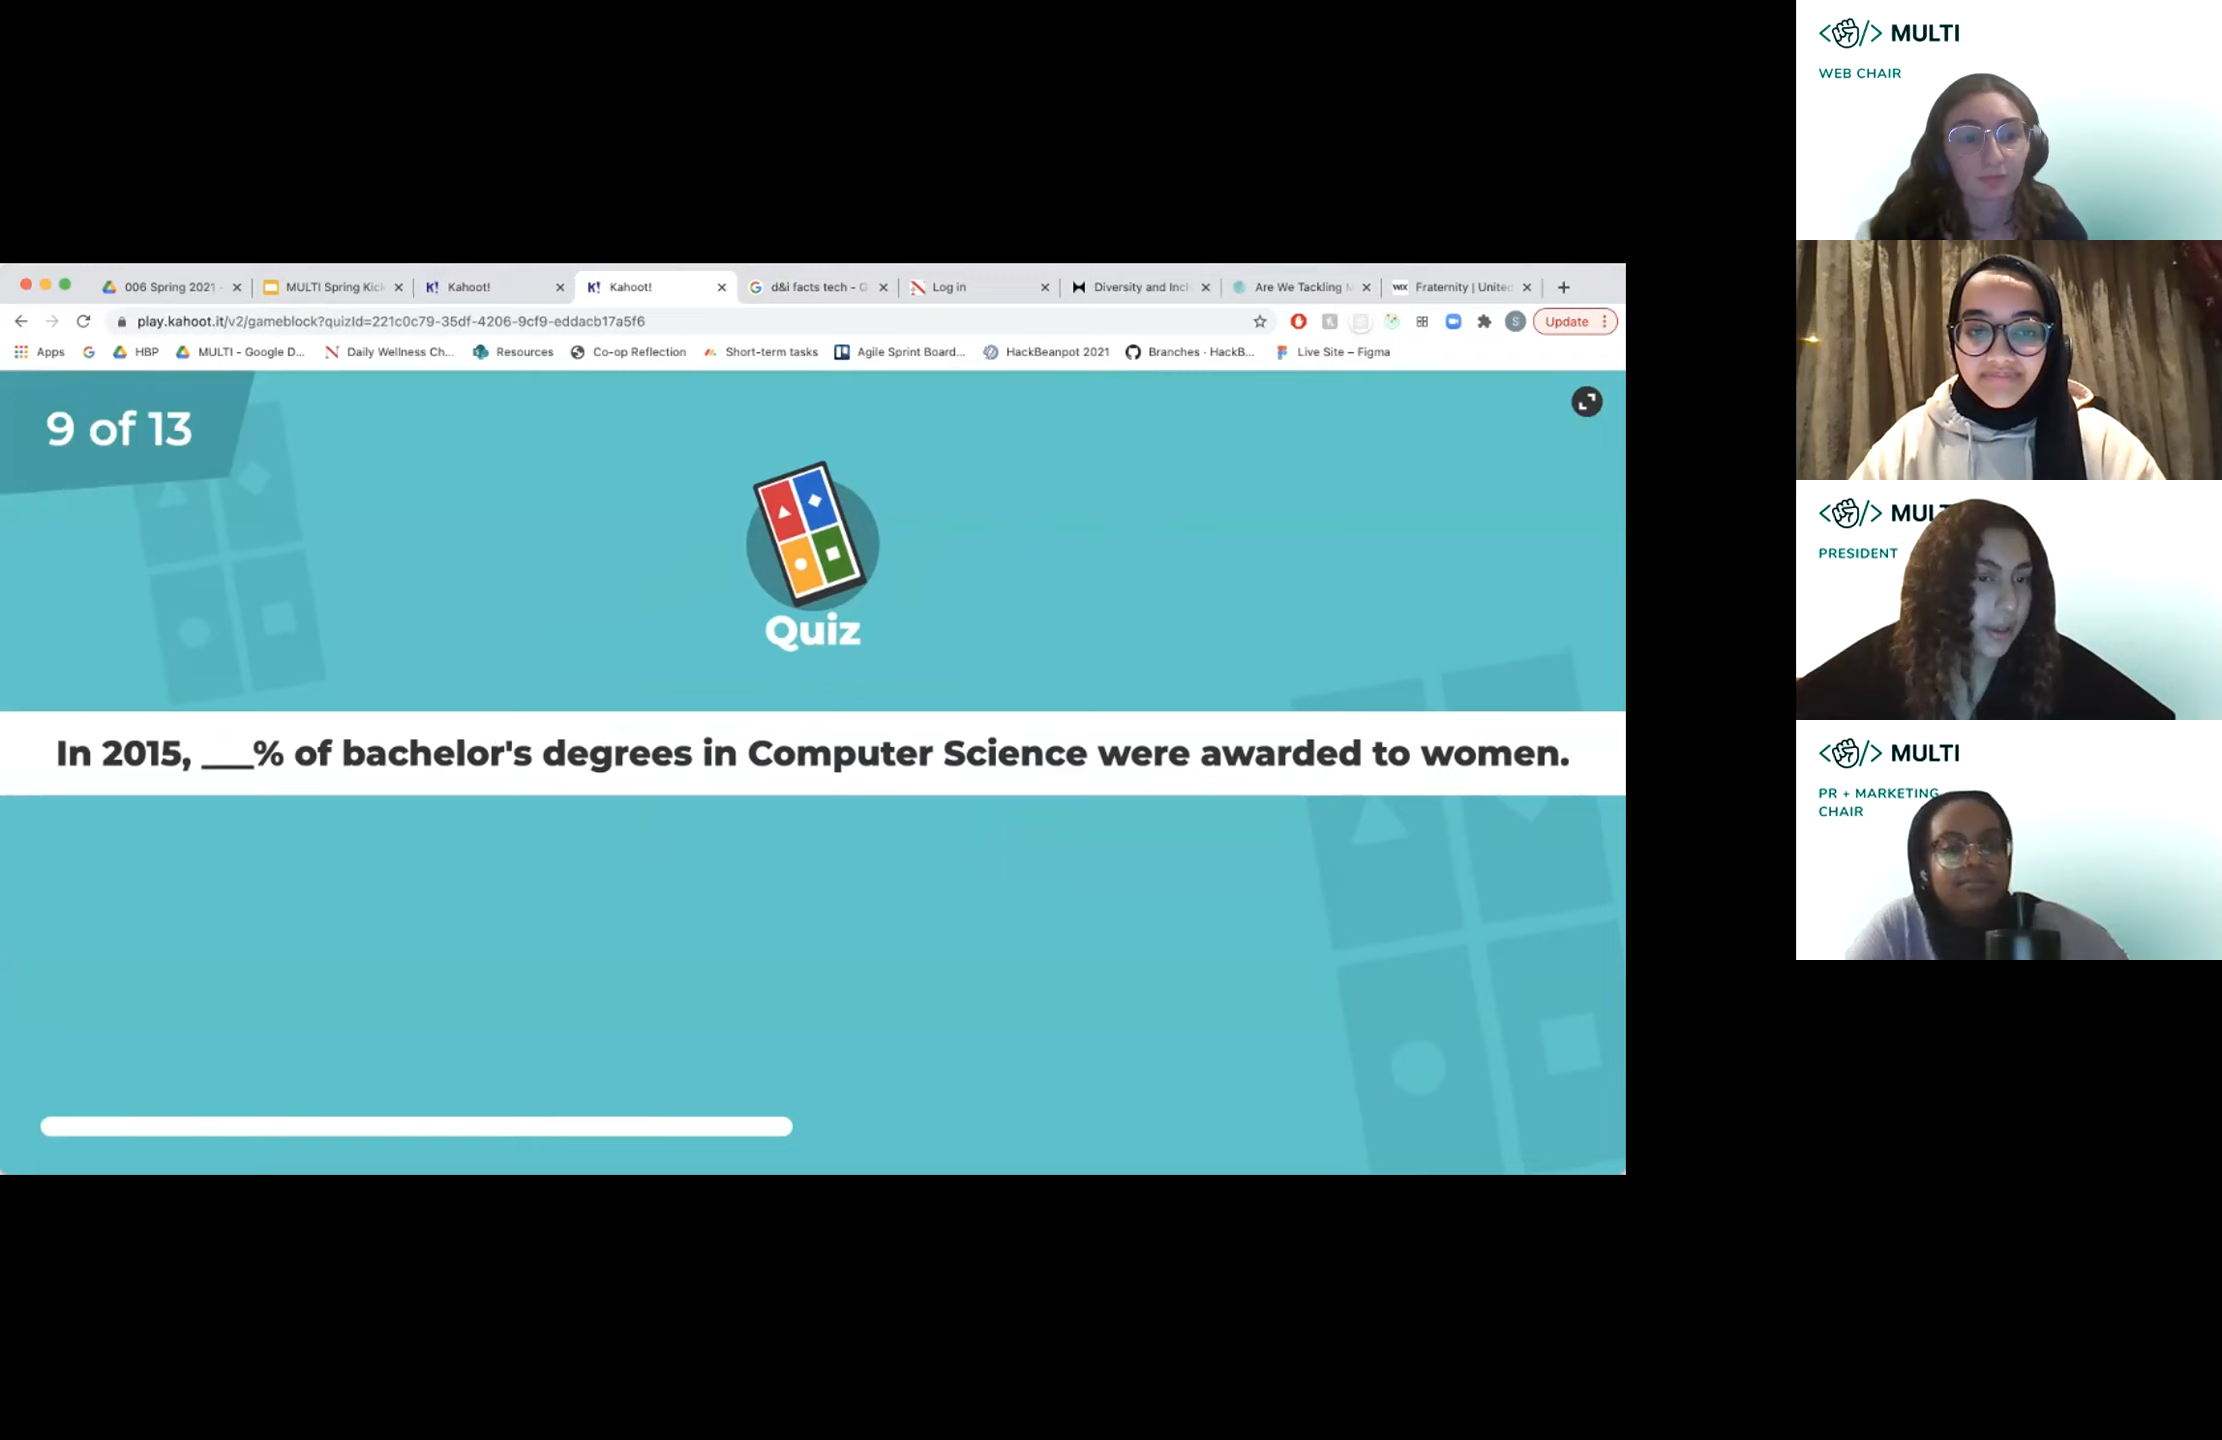 006 Spring 2021 -
MULTI Spring Kick
Kahoot!
Kahoot!
d&i facts tech - G
Log in
Diversity and Incl
Are We Tackling M
WIX
Fraternity | United
play.kahoot.it/v2/gameblock?quizId=221c0c79-35df-4206-9cf9-eddacb17a5f6
S
Update
Apps
HBP
MULTI - Google D...
Daily Wellness Ch...
Resources
Co-op Reflection
Short-term tasks
Agile Sprint Board...
HackBeanpot 2021
Branches · HackB...
Live Site – Figma
9 of 13
Quiz
In 2015, ___% of bachelor's degrees in Computer Science were awarded to women.
MULTI
WEB CHAIR
MULT
PRESIDENT
MULTI
PR + MARKETING
CHAIR